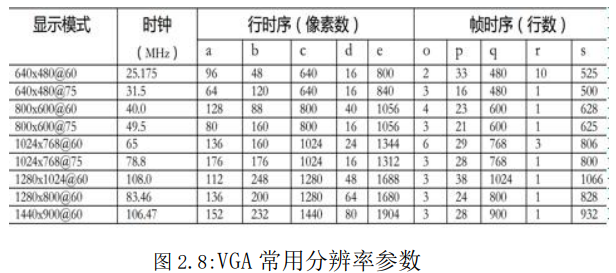 显示模式 时钟 行时序（像素数） 帧时序（行数）
（MHz） a b c d e o p q r s
640x480@60 25.175 96 48 640 16 800 2 33 480 10 525
640x480@75 31.5 64 120 640 16 840 3 16 480 1 500
800x600@60 40.0 128 88 800 40 1056 4 23 600 1 628
800x600@75 49.5 80 160 800 16 1056 3 21 600 1 625
1024x768@60 65 136 160 1024 24 1344 6 29 768 3 806
1024x768@75 78.8 176 176 1024 16 1312 3 28 768 1 800
1280x1024@60 108.0 112 248 1280 48 1688 3 38 1024 1 1066
1280x800@60 83.46 136 200 1280 64 1680 3 24 800 1 828
1440x900@60 106.47 152 232 1440 80 1904 3 28 900 1 932
图 2.8:VGA 常用分辨率参数